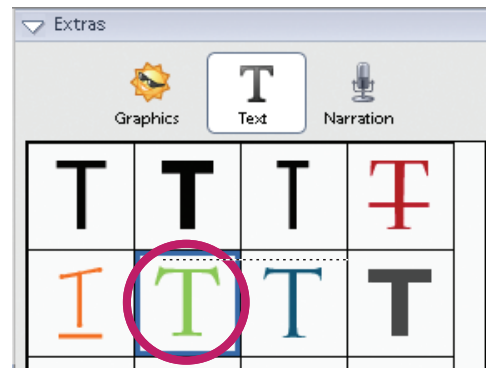 Extras
T
Graphics Text Narration
T T T T
T T T T